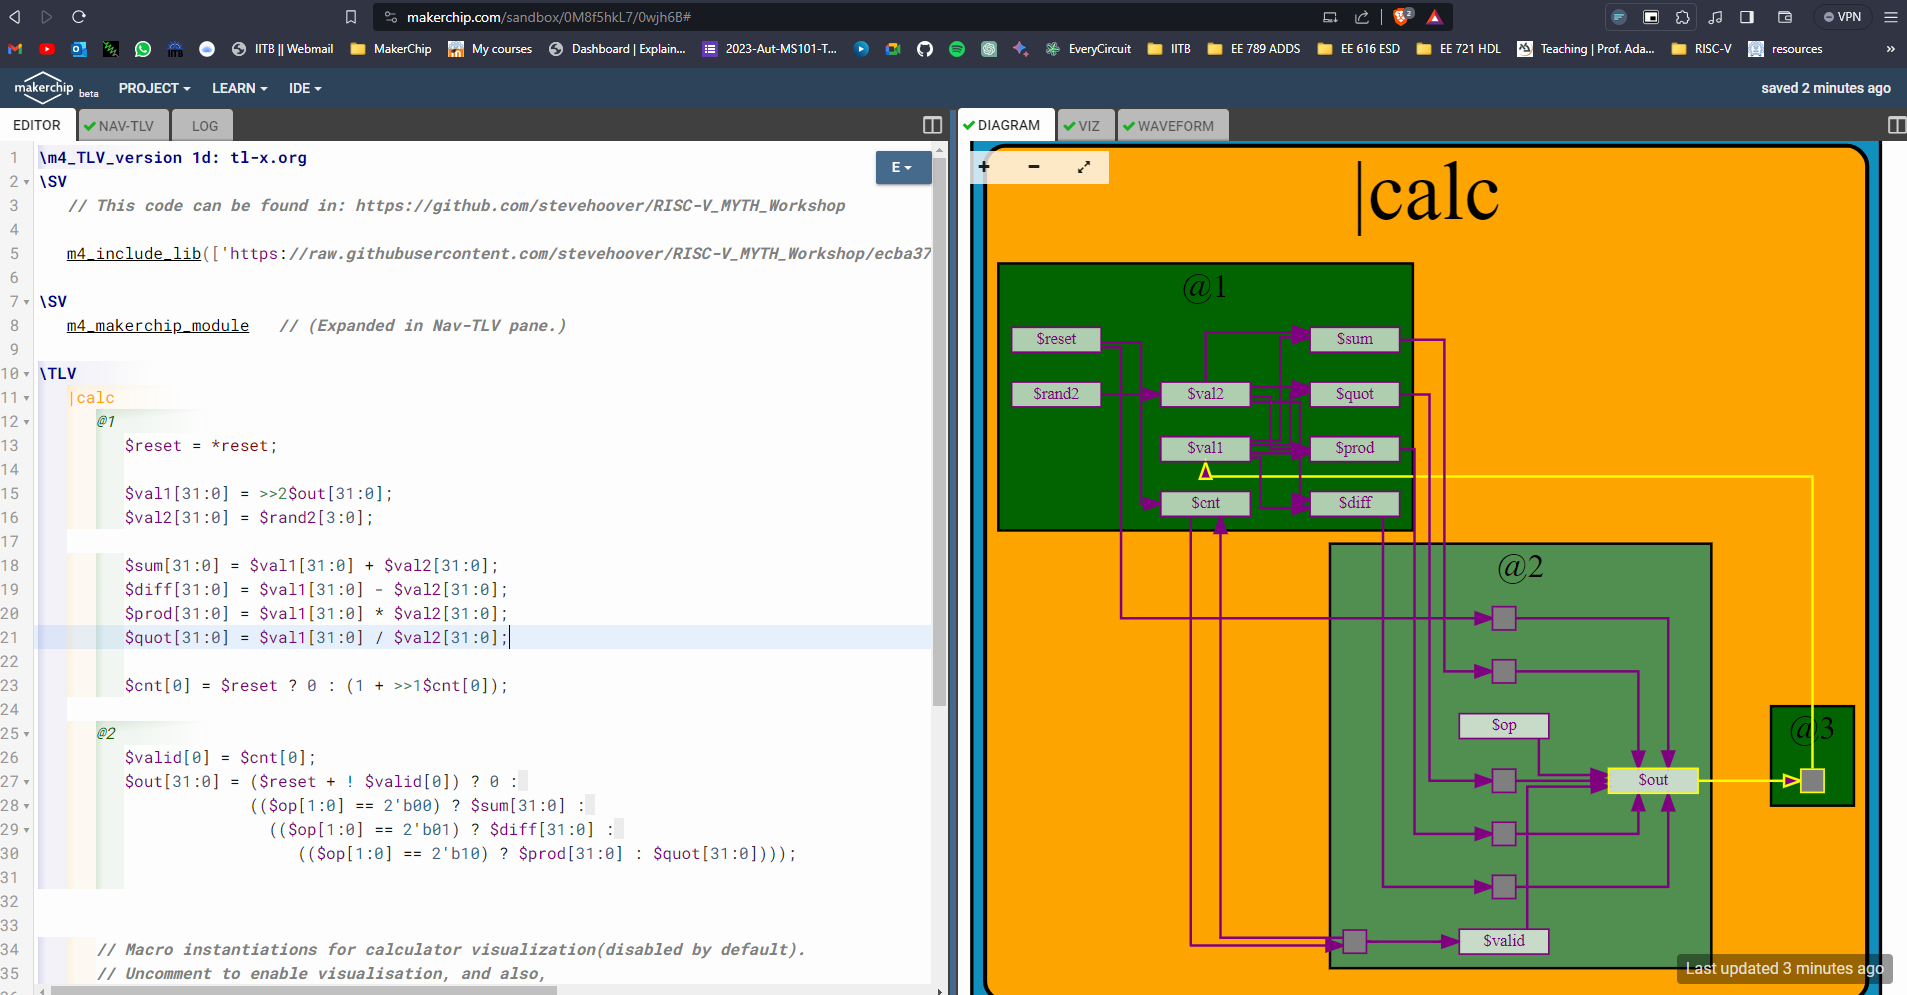 makerchip.com/sandbox/0M8f5hkL7/0wjh6B#
2
VPN
IITB || Webmail
MakerChip
My courses
Dashboard | Explain...
2023-Aut-MS101-T...
EveryCircuit
IITB
EE 789 ADDS
EE 616 ESD
EE 721 HDL
Teaching | Prof. Ada...
RISC-V
resources
»
makerchip beta
PROJECT
LEARN
IDE
saved 2 minutes ago
EDITOR
NAV-TLV
LOG
E
1 \m4_TLV_version 1d: tl-x.org
2 \SV
3 // This code can be found in: https://github.com/stevehoover/RISC-V_MYTH_Workshop
4
5 m4_include_lib(['https://raw.githubusercontent.com/stevehoover/RISC-V_MYTH_Workshop/ecba37
6
7 \SV
8 m4_makerchip_module // (Expanded in Nav-TLV pane.)
9
10 \TLV
11 |calc
12 @1
13 $reset = *reset;
14
15 $val1[31:0] = >>2$out[31:0];
16 $val2[31:0] = $rand2[3:0];
17
18 $sum[31:0] = $val1[31:0] + $val2[31:0];
19 $diff[31:0] = $val1[31:0] - $val2[31:0];
20 $prod[31:0] = $val1[31:0] * $val2[31:0];
21 $quot[31:0] = $val1[31:0] / $val2[31:0];
22
23 $cnt[0] = $reset ? 0 : (1 + >>1$cnt[0]);
24
25 @2
26 $valid[0] = $cnt[0];
27 $out[31:0] = ($reset + ! $valid[0]) ? 0 :
28 (($op[1:0] == 2'b00) ? $sum[31:0] :
29 (($op[1:0] == 2'b01) ? $diff[31:0] :
30 (($op[1:0] == 2'b10) ? $prod[31:0] : $quot[31:0])));
31
32
33
34 // Macro instantiations for calculator visualization(disabled by default).
35 // Uncomment to enable visualisation, and also,
DIAGRAM
VIZ
WAVEFORM
+ −
|calc
@1
$reset
$sum
$rand2
$val2
$quot
$val1
$prod
$cnt
$diff
@2
$op
@3
$out
$valid
Last updated 3 minutes ago